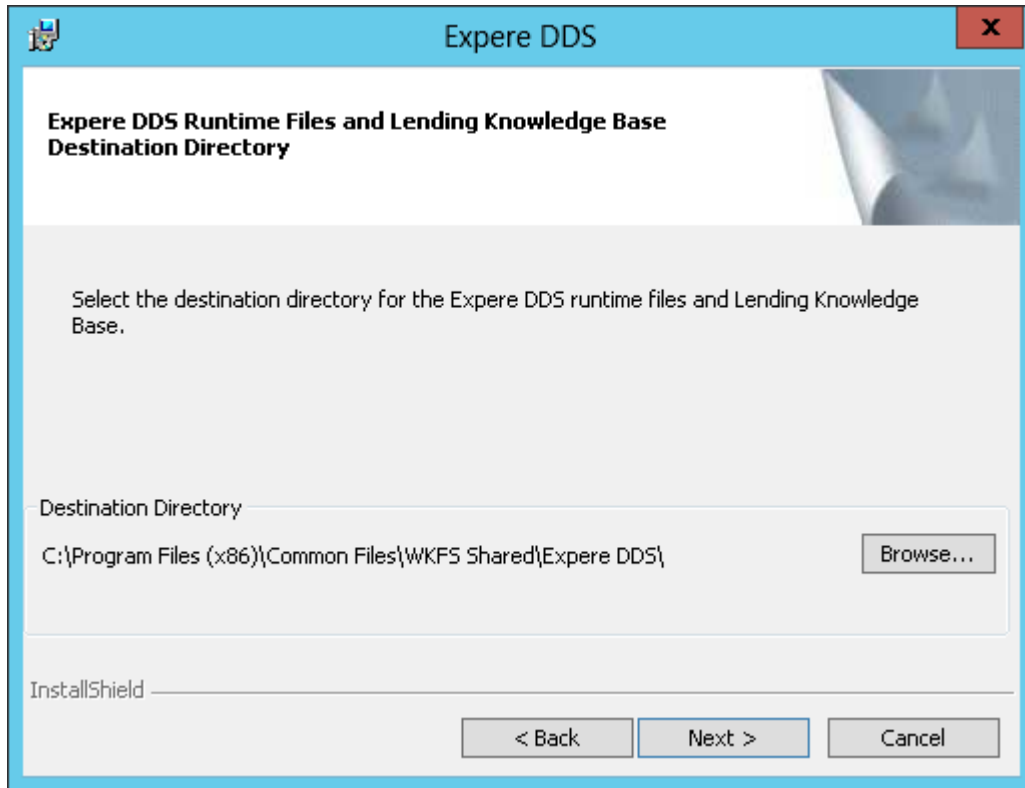 Expere DDS
x
Expere DDS Runtime Files and Lending Knowledge Base
Destination Directory
Select the destination directory for the Expere DDS runtime files and Lending Knowledge
Base.
Destination Directory
C:\Program Files (x86)\Common Files\WKFS Shared\Expere DDS\
Browse...
InstallShield
< Back
Next >
Cancel